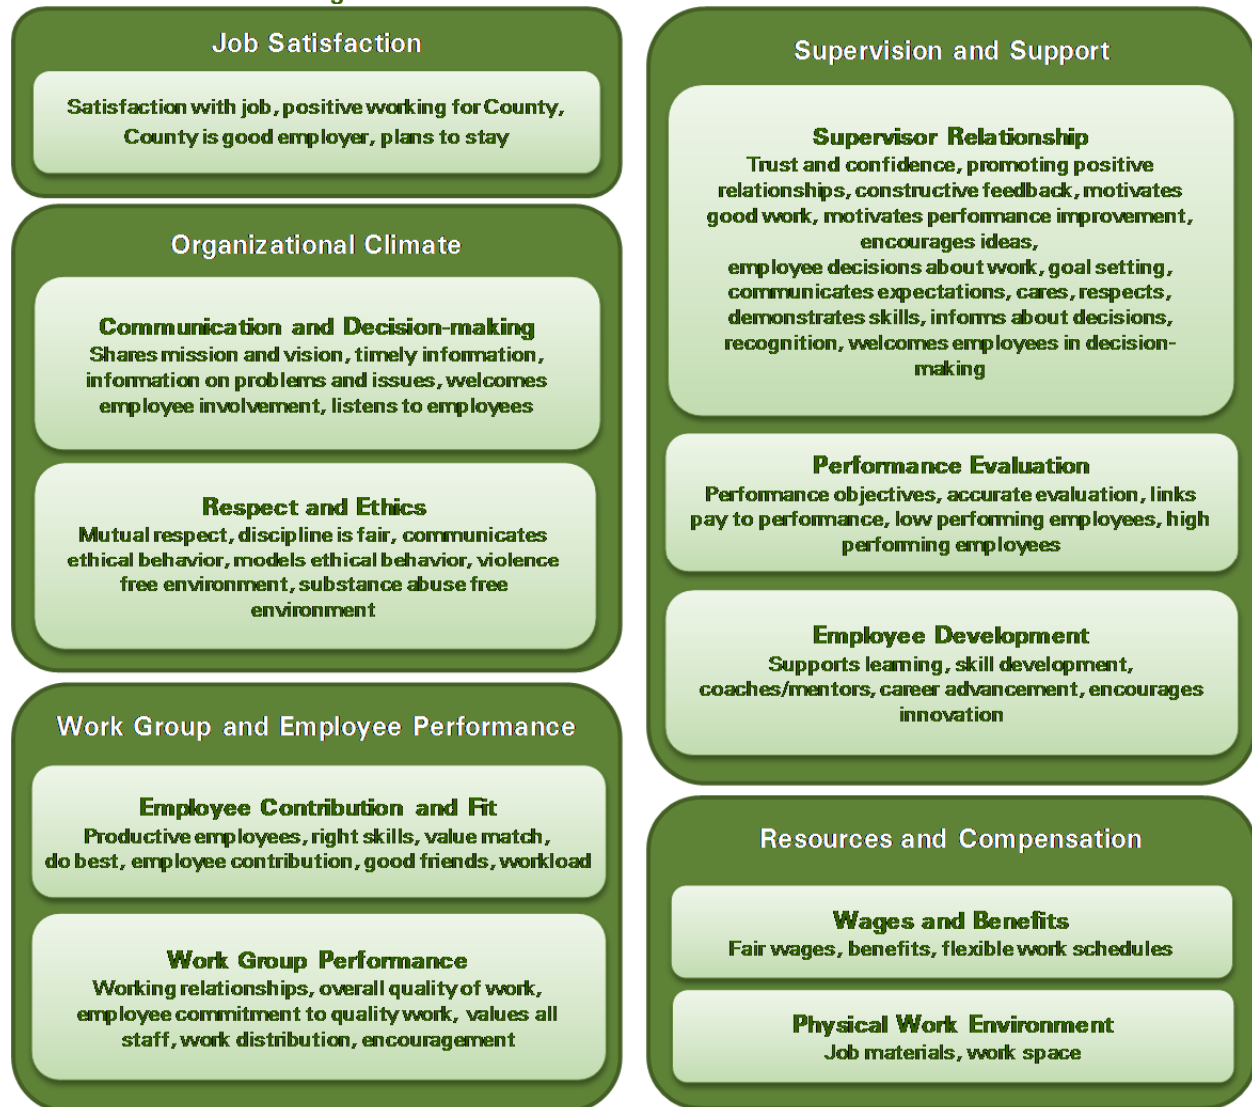 Job Satisfaction
Satisfaction with job, positive working for County,
County is good employer, plans to stay
Organizational Climate
Communication and Decision-making
Shares mission and vision, timely information,
information on problems and issues, welcomes
employee involvement, listens to employees
Respect and Ethics
Mutual respect, discipline is fair, communicates
ethical behavior, models ethical behavior, violence
free environment, substance abuse free
environment
Work Group and Employee Performance
Employee Contribution and Fit
Productive employees, right skills, value match,
do best, employee contribution, good friends, workload
Work Group Performance
Working relationships, overall quality of work,
employee commitment to quality work, values all
staff, work distribution, encouragement
Supervision and Support
Supervisor Relationship
Trust and confidence, promoting positive
relationships, constructive feedback, motivates
good work, motivates performance improvement,
encourages ideas,
employee decisions about work, goal setting,
communicates expectations, cares, respects,
demonstrates skills, informs about decisions,
recognition, welcomes employees in decision-
making
Performance Evaluation
Performance objectives, accurate evaluation, links
pay to performance, low performing employees, high
performing employees
Employee Development
Supports learning, skill development,
coaches/mentors, career advancement, encourages
innovation
Resources and Compensation
Wages and Benefits
Fair wages, benefits, flexible work schedules
Physical Work Environment
Job materials, work space